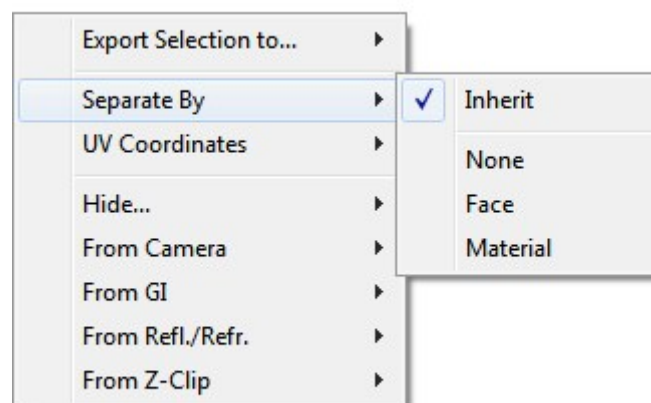 Export Selection to...
Separate By
UV Coordinates
Hide...
From Camera
From GI
From Refl./Refr.
From Z-Clip
Inherit
None
Face
Material